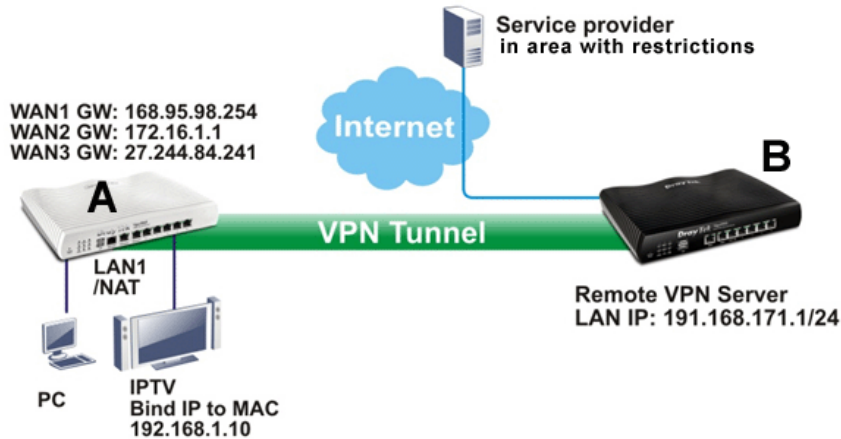 Service provider
in area with restrictions
WAN1 GW: 168.95.98.254
WAN2 GW: 172.16.1.1
WAN3 GW: 27.244.84.241
Internet
A
B
VPN Tunnel
DrayTek
LAN1
/NAT
Remote VPN Server
LAN IP: 191.168.171.1/24
PC
IPTV
Bind IP to MAC
192.168.1.10